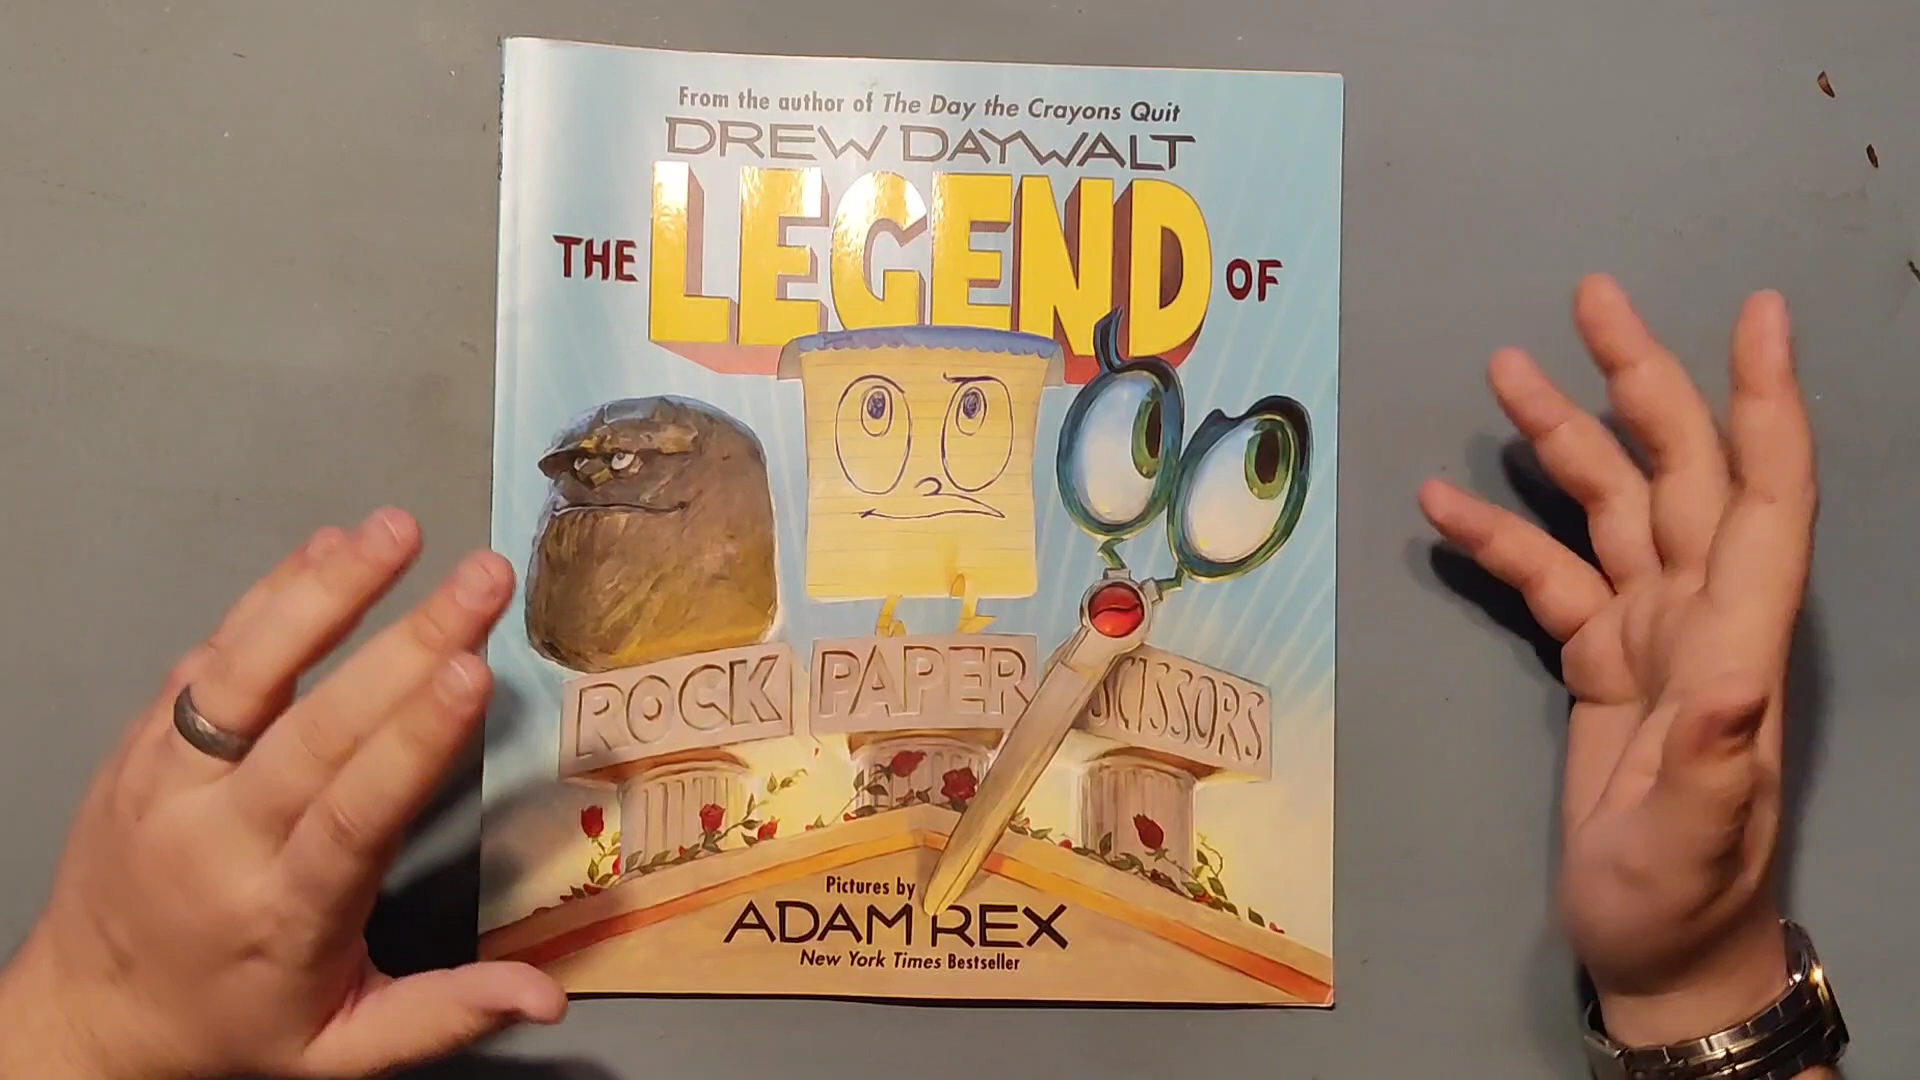 From the author of The Day the Crayons Quit
DREW DAYWALT
THE LEGEND OF
ROCK PAPER SCISSORS
Pictures by
ADAM REX
New York Times Bestseller